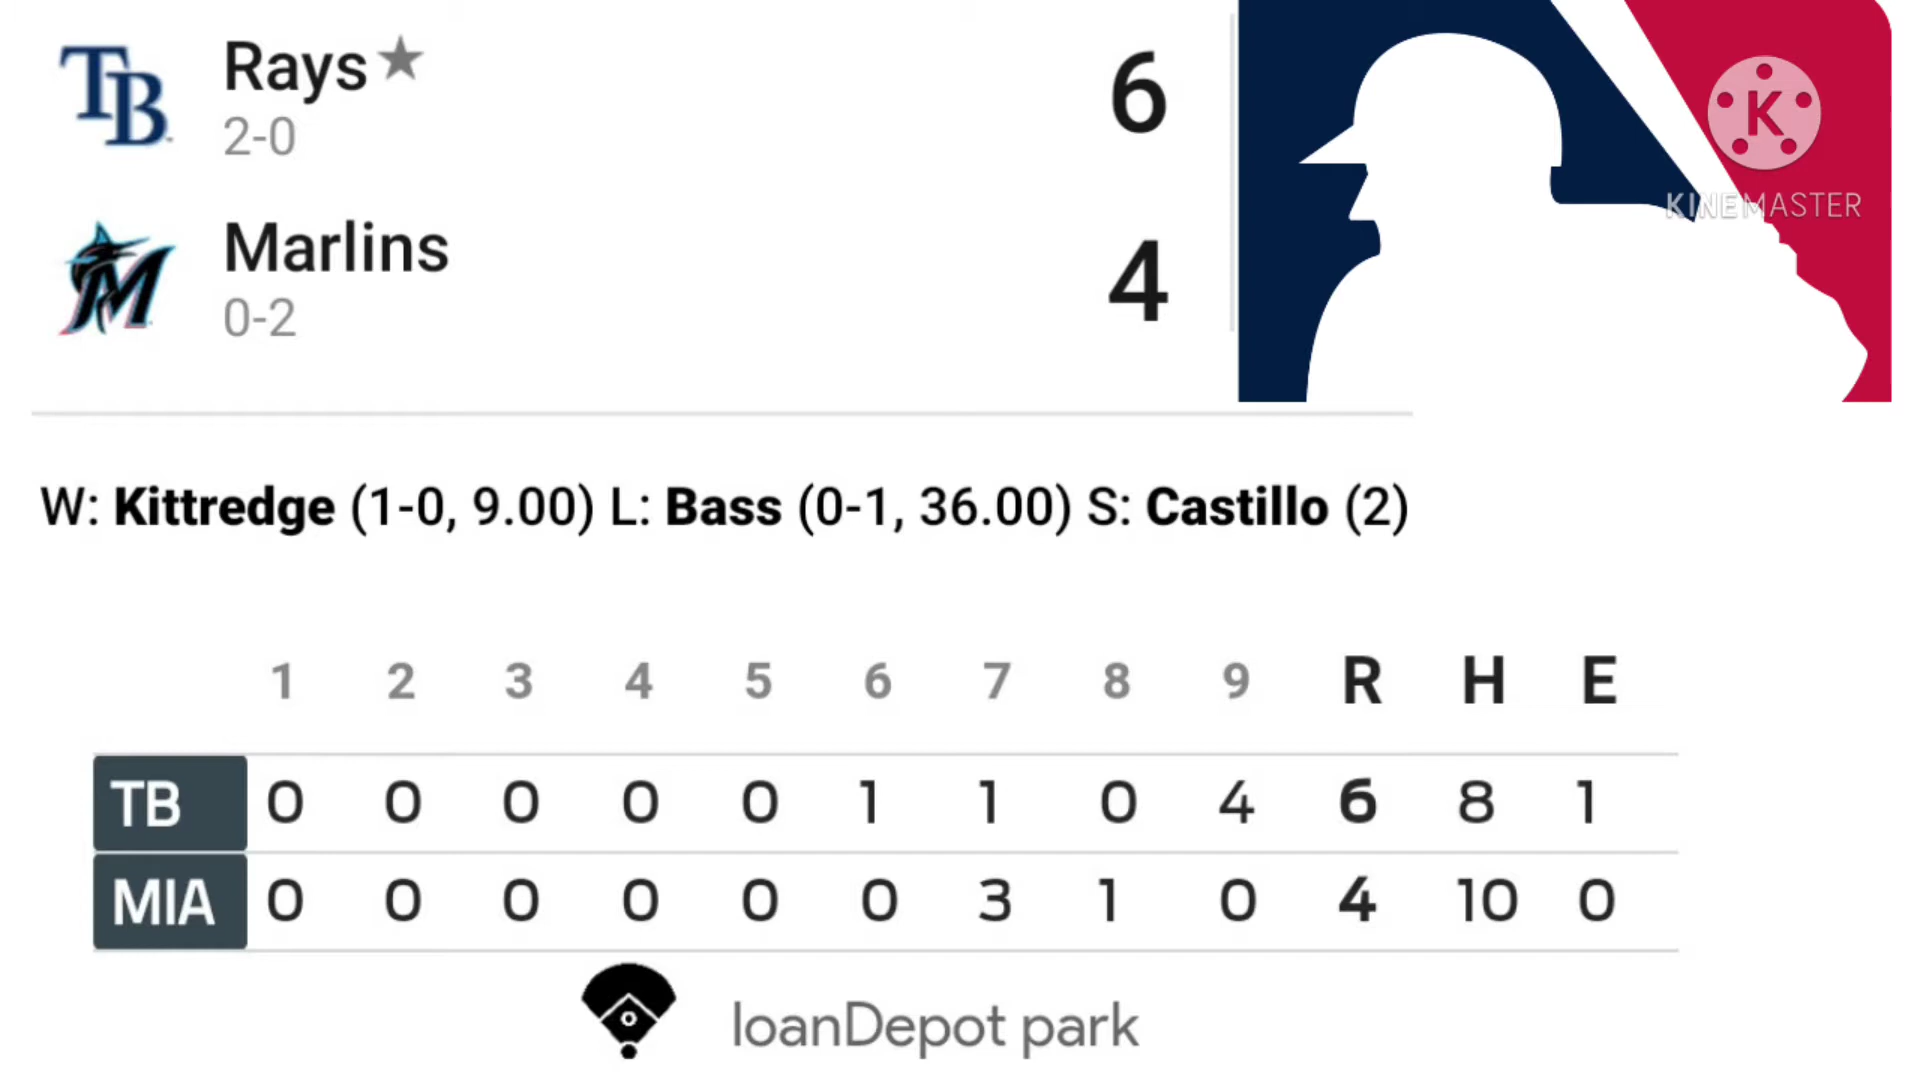 TB
Rays★
2-0
6
M
Marlins
0-2
4
K
KINEMASTER
W: Kittredge (1-0, 9.00) L: Bass (0-1, 36.00) S: Castillo (2)
1 2 3 4 5 6 7 8 9 R H E
TB 0 0 0 0 0 1 1 0 4 6 8 1
MIA 0 0 0 0 0 0 3 1 0 4 10 0
loanDepot park